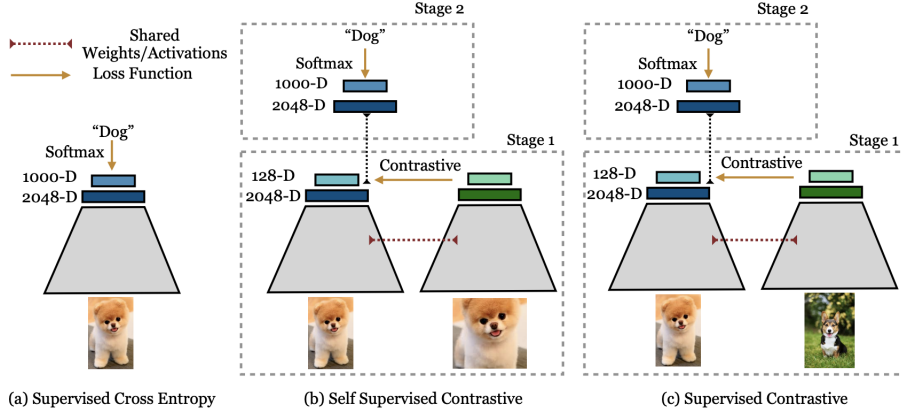 Shared
Weights/Activations
Loss Function
"Dog"
Softmax
1000-D
2048-D
(a) Supervised Cross Entropy
Stage 2
"Dog"
Softmax
1000-D
2048-D
Stage 1
128-D
Contrastive
2048-D
(b) Self Supervised Contrastive
Stage 2
"Dog"
Softmax
1000-D
2048-D
Stage 1
128-D
Contrastive
2048-D
(c) Supervised Contrastive